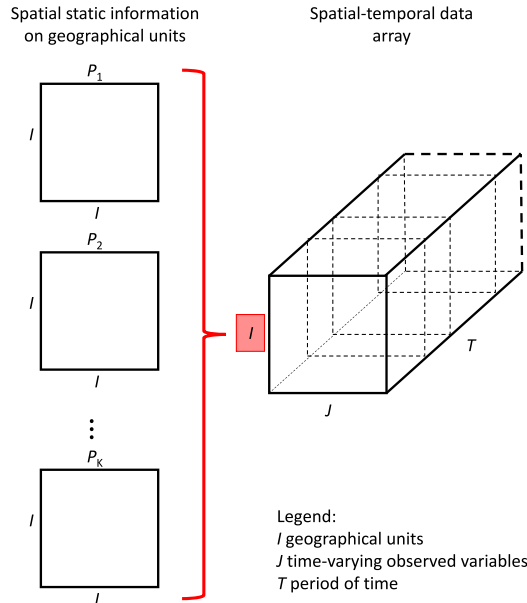 Spatial static information
on geographical units
P1
I
I
P2
I
I
⋮
PK
I
I
Spatial-temporal data
array
I
J
T
Legend:
I geographical units
J time-varying observed variables
T period of time